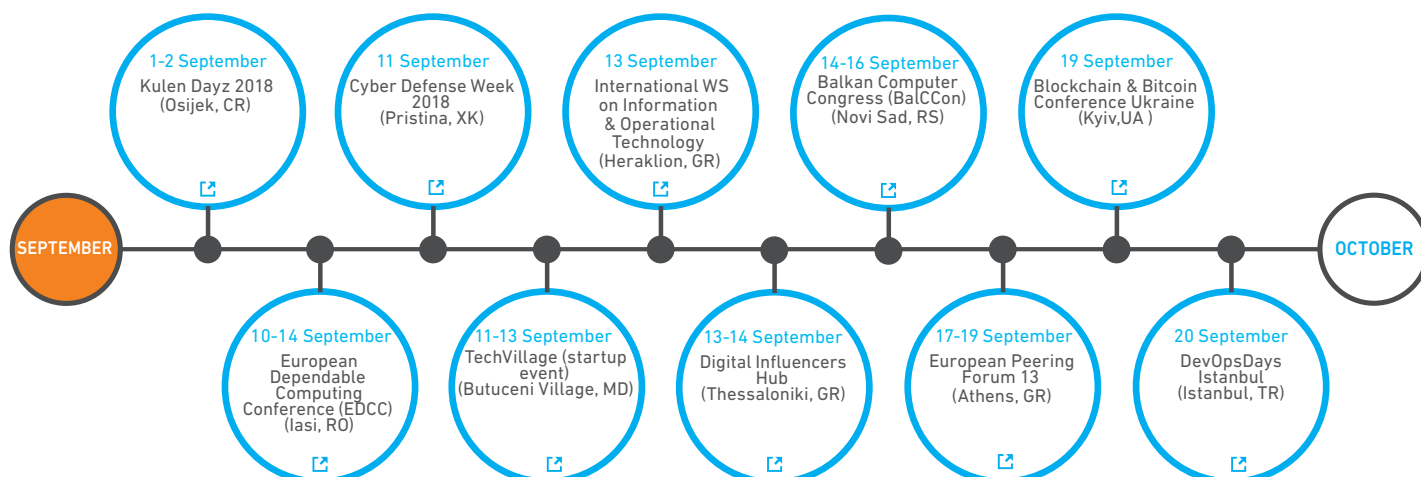 SEPTEMBER
1-2 September
Kulen Dayz 2018
(Osijek, CR)
10-14 September
European
Dependable
Computing
Conference (EDCC)
(Iasi, RO)
11 September
Cyber Defense Week
2018
(Pristina, XK)
11-13 September
TechVillage (startup
event)
(Butuceni Village, MD)
13 September
International WS
on Information
& Operational
Technology
(Heraklion, GR)
13-14 September
Digital Influencers
Hub
(Thessaloniki, GR)
14-16 September
Balkan Computer
Congress (BalCCon)
(Novi Sad, RS)
17-19 September
European Peering
Forum 13
(Athens, GR)
19 September
Blockchain & Bitcoin
Conference Ukraine
(Kyiv,UA )
20 September
DevOpsDays
Istanbul
(Istanbul, TR)
OCTOBER